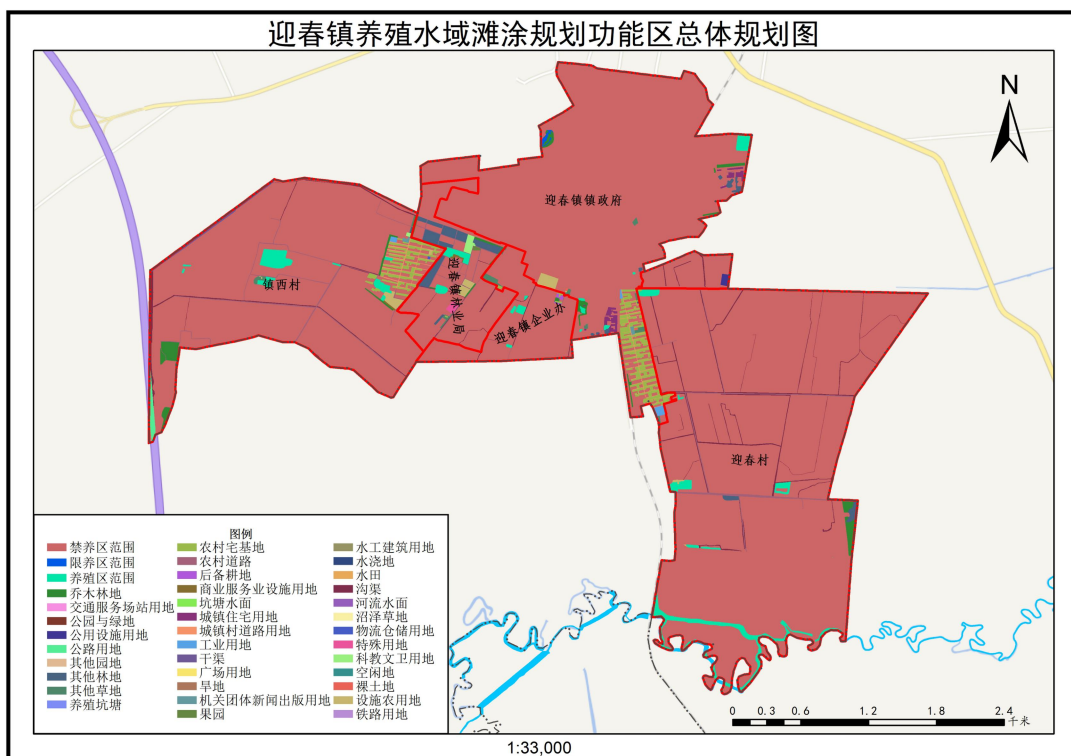 迎春镇养殖水域滩涂规划功能区总体规划图
N
迎春镇镇政府
镇西村
迎春镇林业局
迎春镇企业办
迎春村
图例
禁养区范围
限养区范围
养殖区范围
乔木林地
交通服务场站用地
公园与绿地
公用设施用地
公路用地
其他园地
其他林地
其他草地
养殖坑塘
农村宅基地
农村道路
后备耕地
商业服务业设施用地
坑塘水面
城镇住宅用地
城镇村道路用地
工业用地
干渠
广场用地
旱地
机关团体新闻出版用地
果园
水工建筑用地
水浇地
水田
沟渠
河流水面
沼泽草地
物流仓储用地
特殊用地
科教文卫用地
空闲地
裸土地
设施农用地
铁路用地
0 0.3 0.6 1.2 1.8 2.4
千米
1:33,000